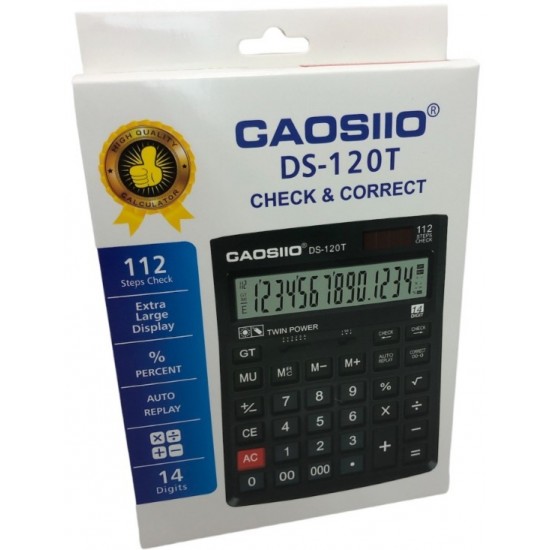 GAOSIIO®
DS-120T
CHECK & CORRECT
HIGH QUALITY
CALCULATOR
112
Steps Check
Extra
Large
Display
%
PERCENT
AUTO
REPLAY
× ÷
+ −
14
Digits
112
STEPS
CHECK
GAOSIIO® DS-120T
12345678901234
14
DIGIT
TWIN POWER
CHECK CHECK
GT
MU M− M+ AUTO REPLAY CORRECT
+/− 7 8 9 % √
CE 4 5 6 × ÷
AC 1 2 3 + −
0 00 000 • =